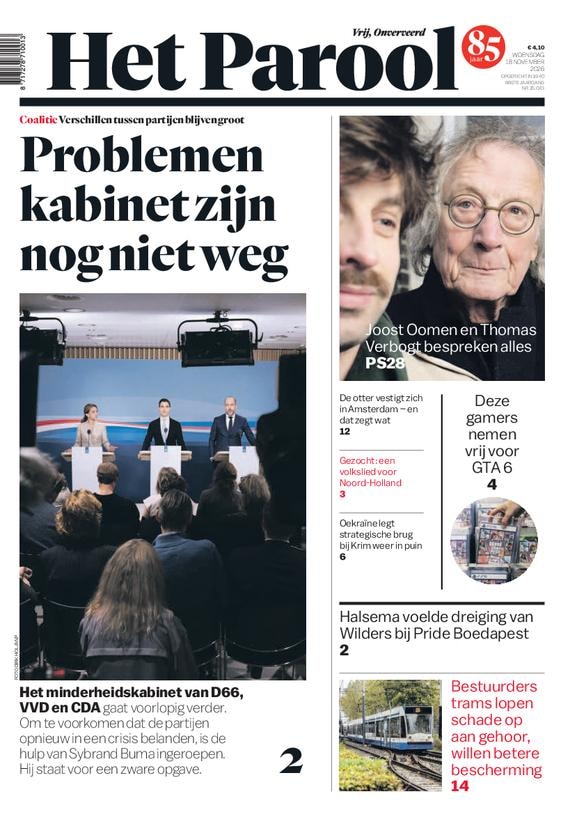 Vrij, Onverveerd
Het Parool
85
jaar
€ 4,10
WOENSDAG
18 NOVEMBER
2026
Coalitie Verschillen tussen partijen blijven groot
Problemen
kabinet zijn
nog niet weg
Het minderheidskabinet van D66,
VVD en CDA gaat voorlopig verder.
Om te voorkomen dat de partijen
opnieuw in een crisis belanden, is de
hulp van Sybrand Buma ingeroepen.
Hij staat voor een zware opgave.
2
Joost Oomen en Thomas
Verbogt bespreken alles
PS28
De otter vestigt zich
in Amsterdam – en
dat zegt wat
12
Gezocht: een
volkslied voor
Noord-Holland
3
Oekraïne legt
strategische brug
bij Krim weer in puin
6
Deze
gamers
nemen
vrij voor
GTA 6
4
Halsema voelde dreiging van
Wilders bij Pride Boedapest
2
Bestuurders
trams lopen
schade op
aan gehoor,
willen betere
bescherming
14